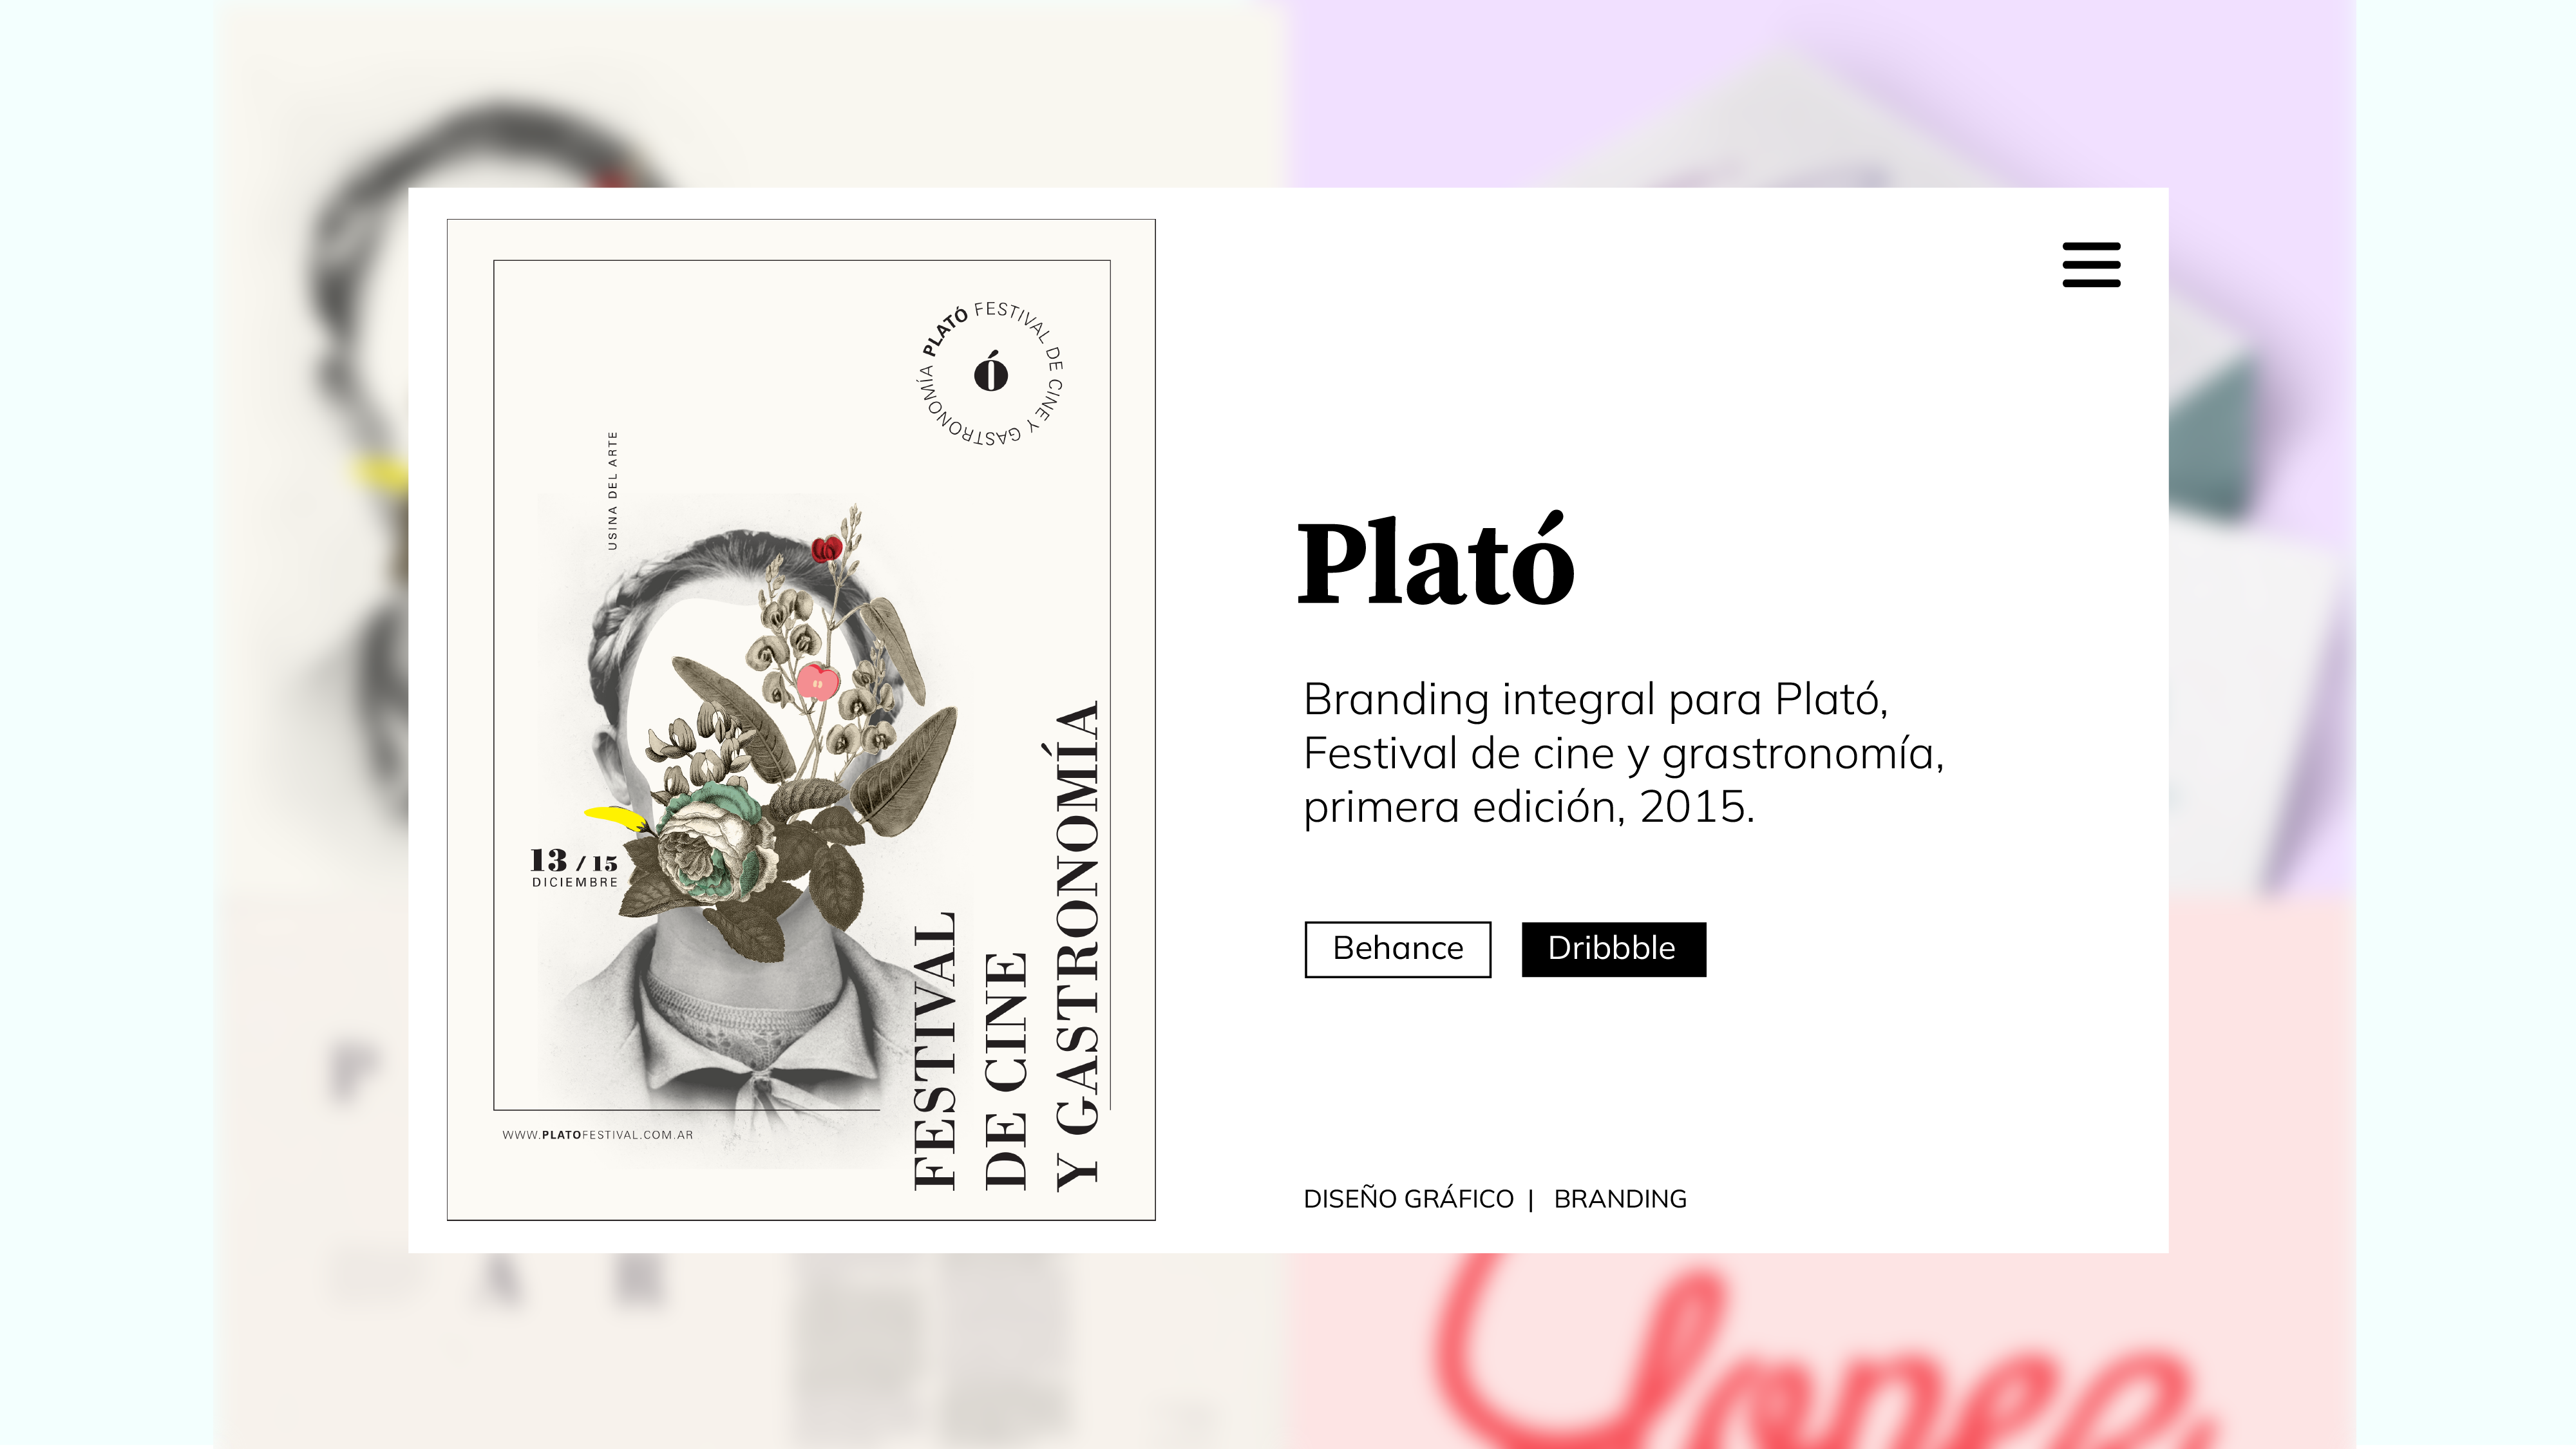 PLATÓ FESTIVAL DE CINE Y GASTRONOMÍA
Ó
USINA DEL ARTE
13 / 15
DICIEMBRE
FESTIVAL
DE CINE
Y GASTRONOMÍA
WWW.PLATOFESTIVAL.COM.AR
Plató
Branding integral para Plató,
Festival de cine y grastronomía,
primera edición, 2015.
Behance
Dribbble
DISEÑO GRÁFICO | BRANDING
P
A R